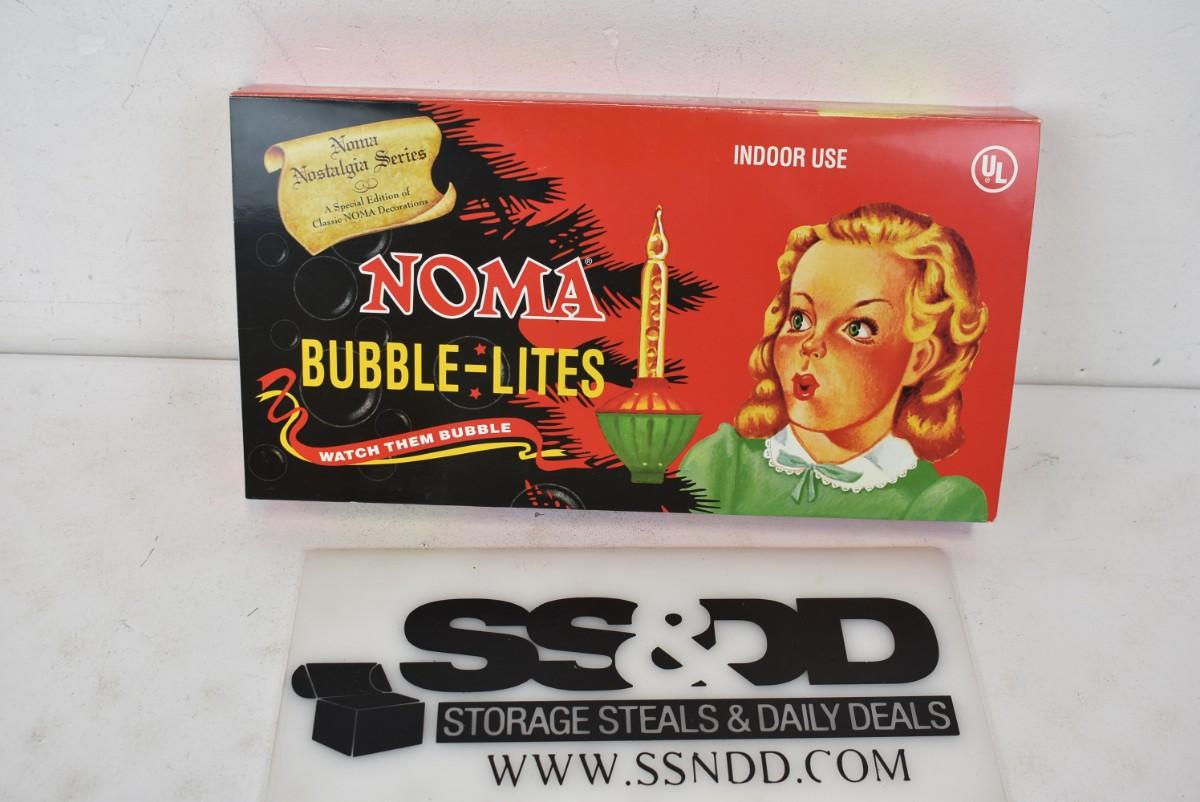 Noma
Nostalgia Series
A Special Edition of
Classic NOMA Decorations
INDOOR USE
UL
®
NOMA®
BUBBLE-LITES
WATCH THEM BUBBLE
SS&DD
STORAGE STEALS & DAILY DEALS
WWW.SSNDD.COM